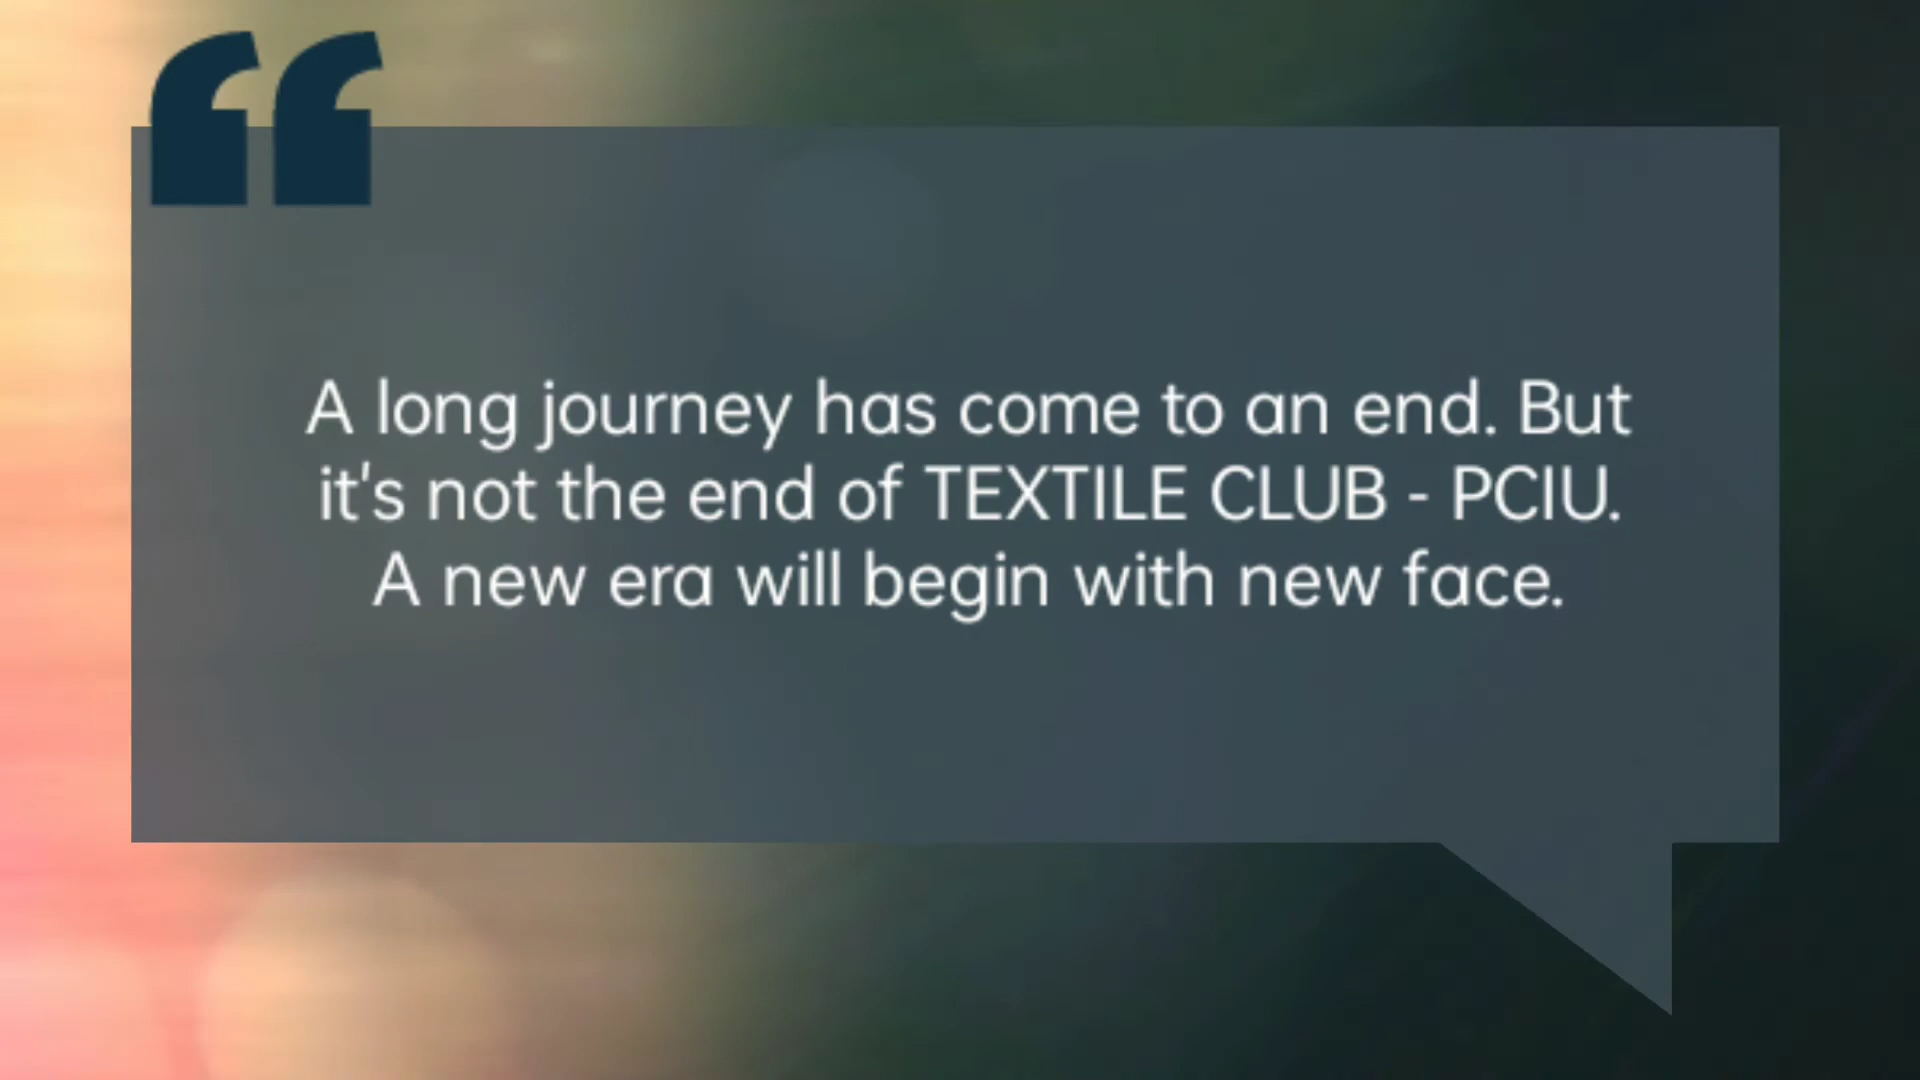 A long journey has come to an end. But
it's not the end of TEXTILE CLUB - PCIU.
A new era will begin with new face.